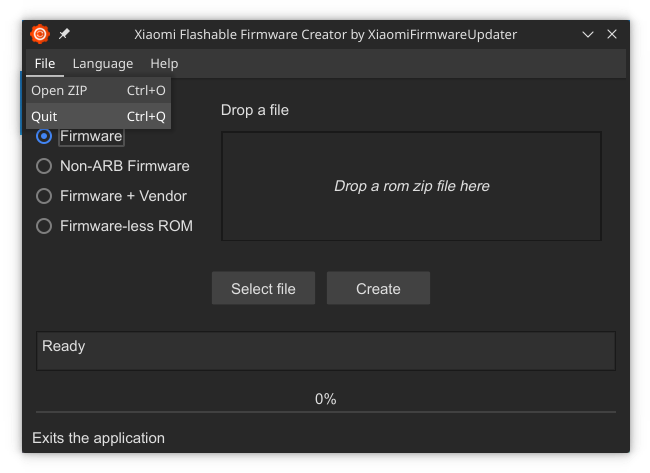 Xiaomi Flashable Firmware Creator by XiaomiFirmwareUpdater
File Language Help
Open ZIP Ctrl+O
Quit Ctrl+Q
Drop a file
Firmware
Non-ARB Firmware
Firmware + Vendor
Firmware-less ROM
Drop a rom zip file here
Select file Create
Ready
0%
Exits the application